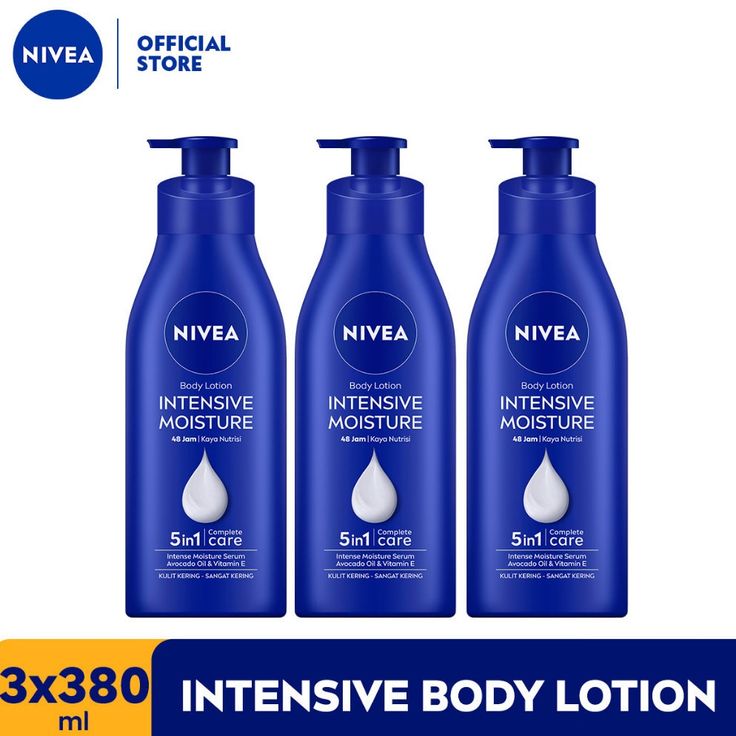 NIVEA
OFFICIAL
STORE
NIVEA
Body Lotion
INTENSIVE
MOISTURE
48 Jam | Kaya Nutrisi
5in1 | Complete care
Intense Moisture Serum
Avocado Oil & Vitamin E
KULIT KERING - SANGAT KERING
NIVEA
Body Lotion
INTENSIVE
MOISTURE
48 Jam | Kaya Nutrisi
5in1 | Complete care
Intense Moisture Serum
Avocado Oil & Vitamin E
KULIT KERING - SANGAT KERING
NIVEA
Body Lotion
INTENSIVE
MOISTURE
48 Jam | Kaya Nutrisi
5in1 | Complete care
Intense Moisture Serum
Avocado Oil & Vitamin E
KULIT KERING - SANGAT KERING
3x380
ml
INTENSIVE BODY LOTION